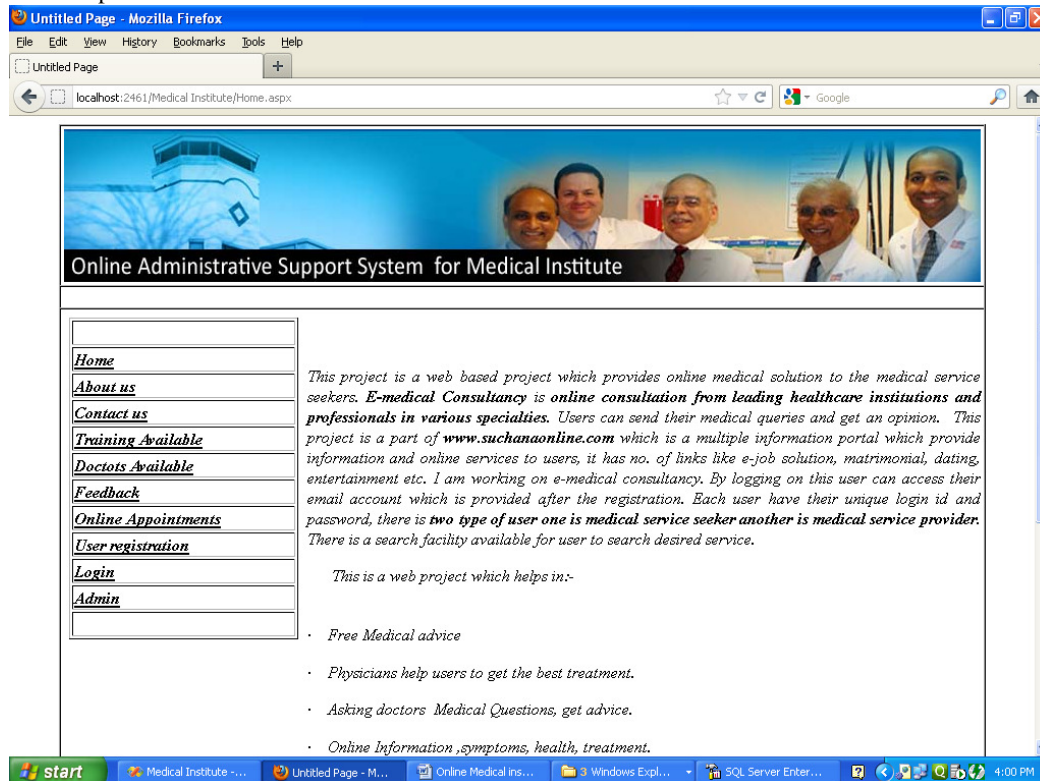 Untitled Page - Mozilla Firefox
File Edit View History Bookmarks Tools Help
Untitled Page +
localhost:2461/Medical Institute/Home.aspx
Google
Online Administrative Support System for Medical Institute
Home
About us
Contact us
Training Available
Doctots Available
Feedback
Online Appointments
User registration
Login
Admin
This project is a web based project which provides online medical solution to the medical service
seekers. E-medical Consultancy is online consultation from leading healthcare institutions and
professionals in various specialties. Users can send their medical queries and get an opinion. This
project is a part of www.suchanaonline.com which is a multiple information portal which provide
information and online services to users, it has no. of links like e-job solution, matrimonial, dating,
entertainment etc. I am working on e-medical consultancy. By logging on this user can access their
email account which is provided after the registration. Each user have their unique login id and
password, there is two type of user one is medical service seeker another is medical service provider.
There is a search facility available for user to search desired service.
This is a web project which helps in:-
· Free Medical advice
· Physicians help users to get the best treatment.
· Asking doctors Medical Questions, get advice.
· Online Information ,symptoms, health, treatment.
start Medical Institute -... Untitled Page - M... Online Medical ins... 3 Windows Expl... SQL Server Enter... 4:00 PM